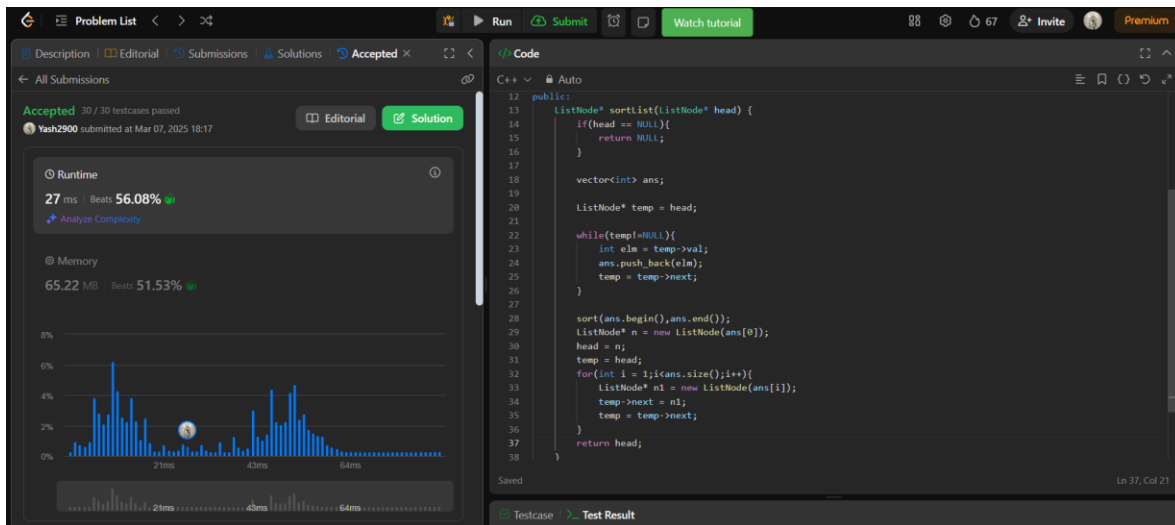 Problem List
Run
Submit
Watch tutorial
67
Invite
Premium
Description | Editorial | Submissions | Solutions | Accepted ×
All Submissions
Accepted 30 / 30 testcases passed
Yash2900 submitted at Mar 07, 2025 18:17
Editorial
Solution
Runtime
27 ms | Beats 56.08%
Analyze Complexity
Memory
65.22 MB | Beats 51.53%
8%
6%
4%
2%
0%
21ms 43ms 64ms
21ms 43ms 64ms
</> Code
C++ Auto
12 public:
13 ListNode* sortList(ListNode* head) {
14 if(head == NULL){
15 return NULL;
16 }
17
18 vector<int> ans;
19
20 ListNode* temp = head;
21
22 while(temp!=NULL){
23 int elm = temp->val;
24 ans.push_back(elm);
25 temp = temp->next;
26 }
27
28 sort(ans.begin(),ans.end());
29 ListNode* n = new ListNode(ans[0]);
30 head = n;
31 temp = head;
32 for(int i = 1;i<ans.size();i++){
33 ListNode* n1 = new ListNode(ans[i]);
34 temp->next = n1;
35 temp = temp->next;
36 }
37 return head;
38 }
Saved
Ln 37, Col 21
Testcase | >_ Test Result